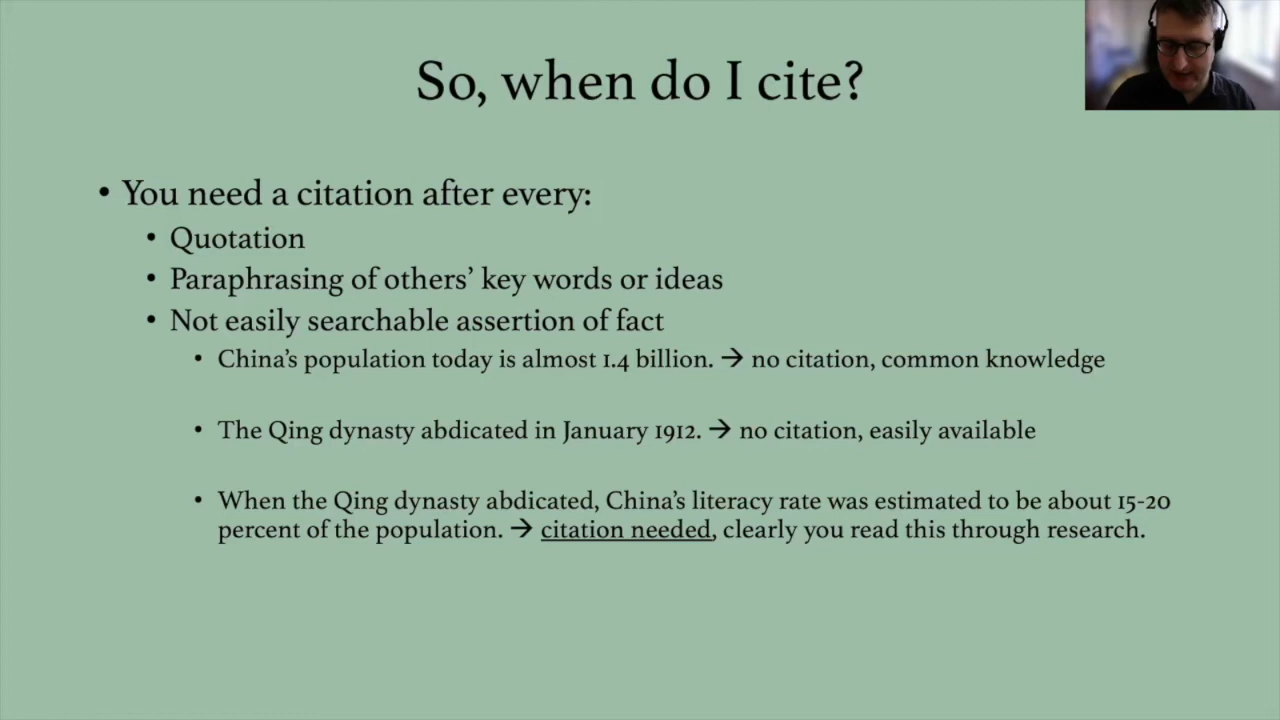 So, when do I cite?
• You need a citation after every:
• Quotation
• Paraphrasing of others’ key words or ideas
• Not easily searchable assertion of fact
• China’s population today is almost 1.4 billion. → no citation, common knowledge
• The Qing dynasty abdicated in January 1912. → no citation, easily available
• When the Qing dynasty abdicated, China’s literacy rate was estimated to be about 15-20
percent of the population. → citation needed, clearly you read this through research.